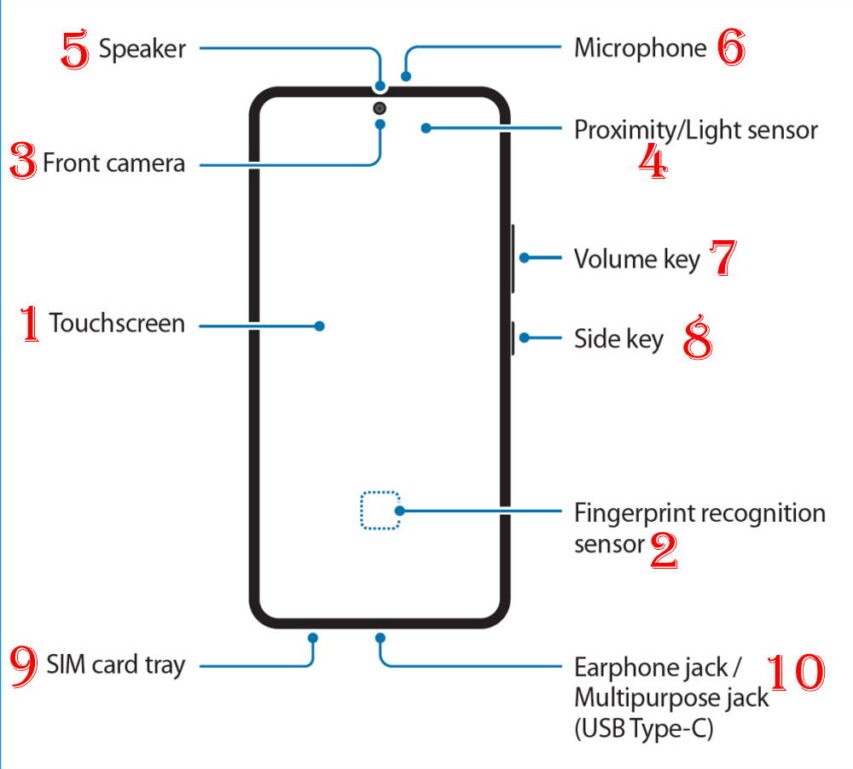 5 Speaker
Microphone 6
Proximity/Light sensor
4
3 Front camera
Volume key 7
1 Touchscreen
Side key 8
Fingerprint recognition
sensor 2
9 SIM card tray
Earphone jack / 10
Multipurpose jack
(USB Type-C)